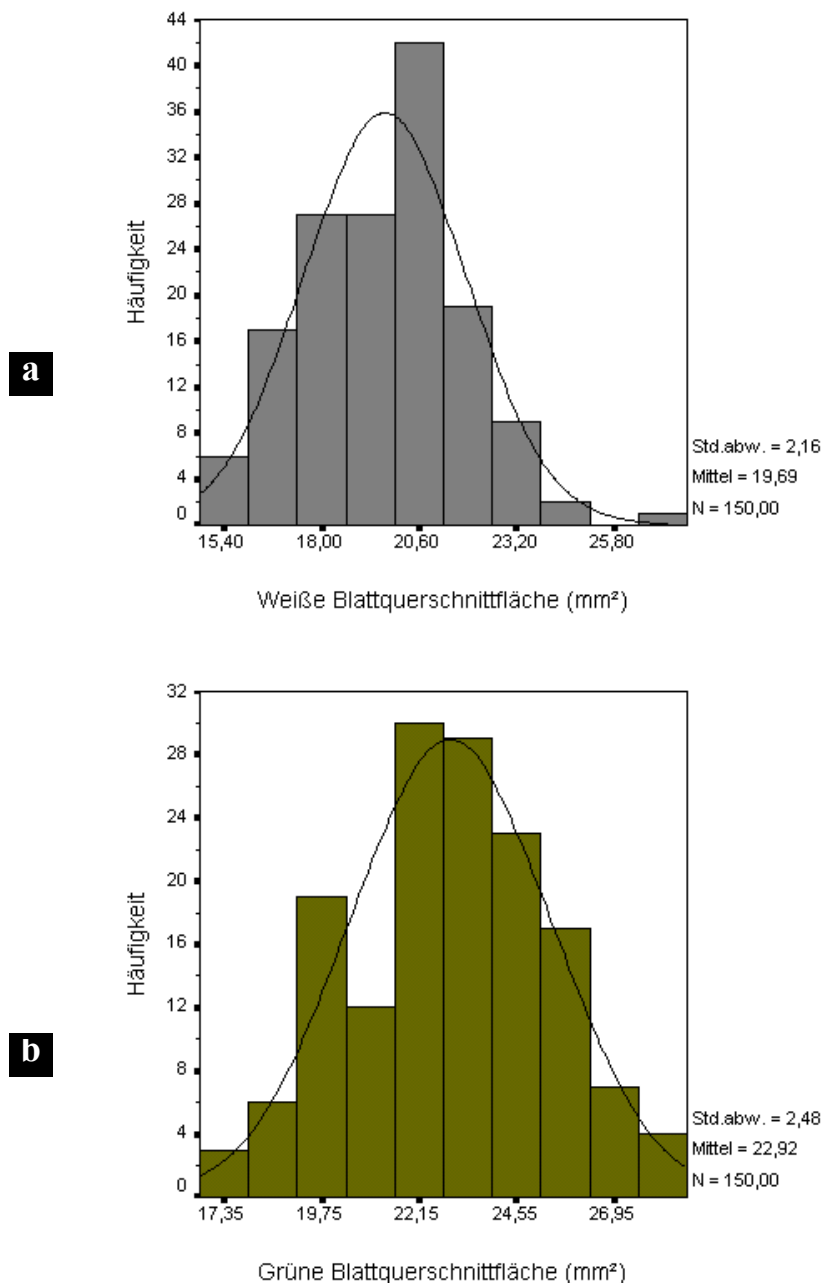 44
40
36
32
28
24
20
16
12
8
4
0
Häufigkeit
a
Std.abw. = 2,16
Mittel = 19,69
N = 150,00
15,40 18,00 20,60 23,20 25,80
Weiße Blattquerschnittfläche (mm²)
32
28
24
20
16
12
8
4
0
Häufigkeit
b
Std.abw. = 2,48
Mittel = 22,92
N = 150,00
17,35 19,75 22,15 24,55 26,95
Grüne Blattquerschnittfläche (mm²)